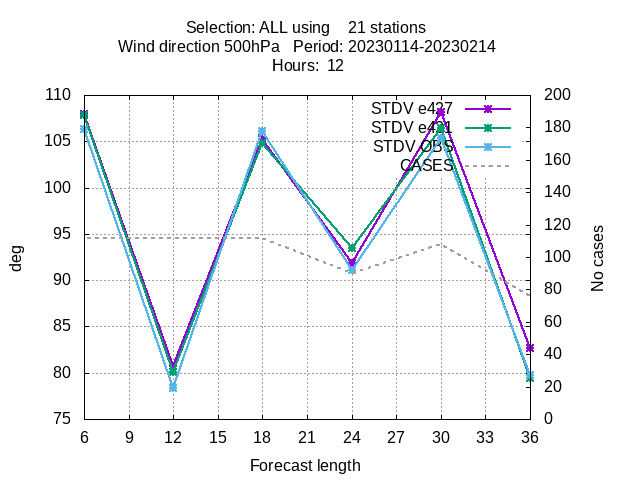 Selection: ALL using    21 stations
Wind direction 500hPa   Period: 20230114-20230214
Hours:  12
110
105
100
95
90
85
80
75
200
180
160
140
120
100
80
60
40
20
0
STDV e427
STDV e431
STDV OBS
CASES
deg
No cases
6 9 12 15 18 21 24 27 30 33 36
Forecast length